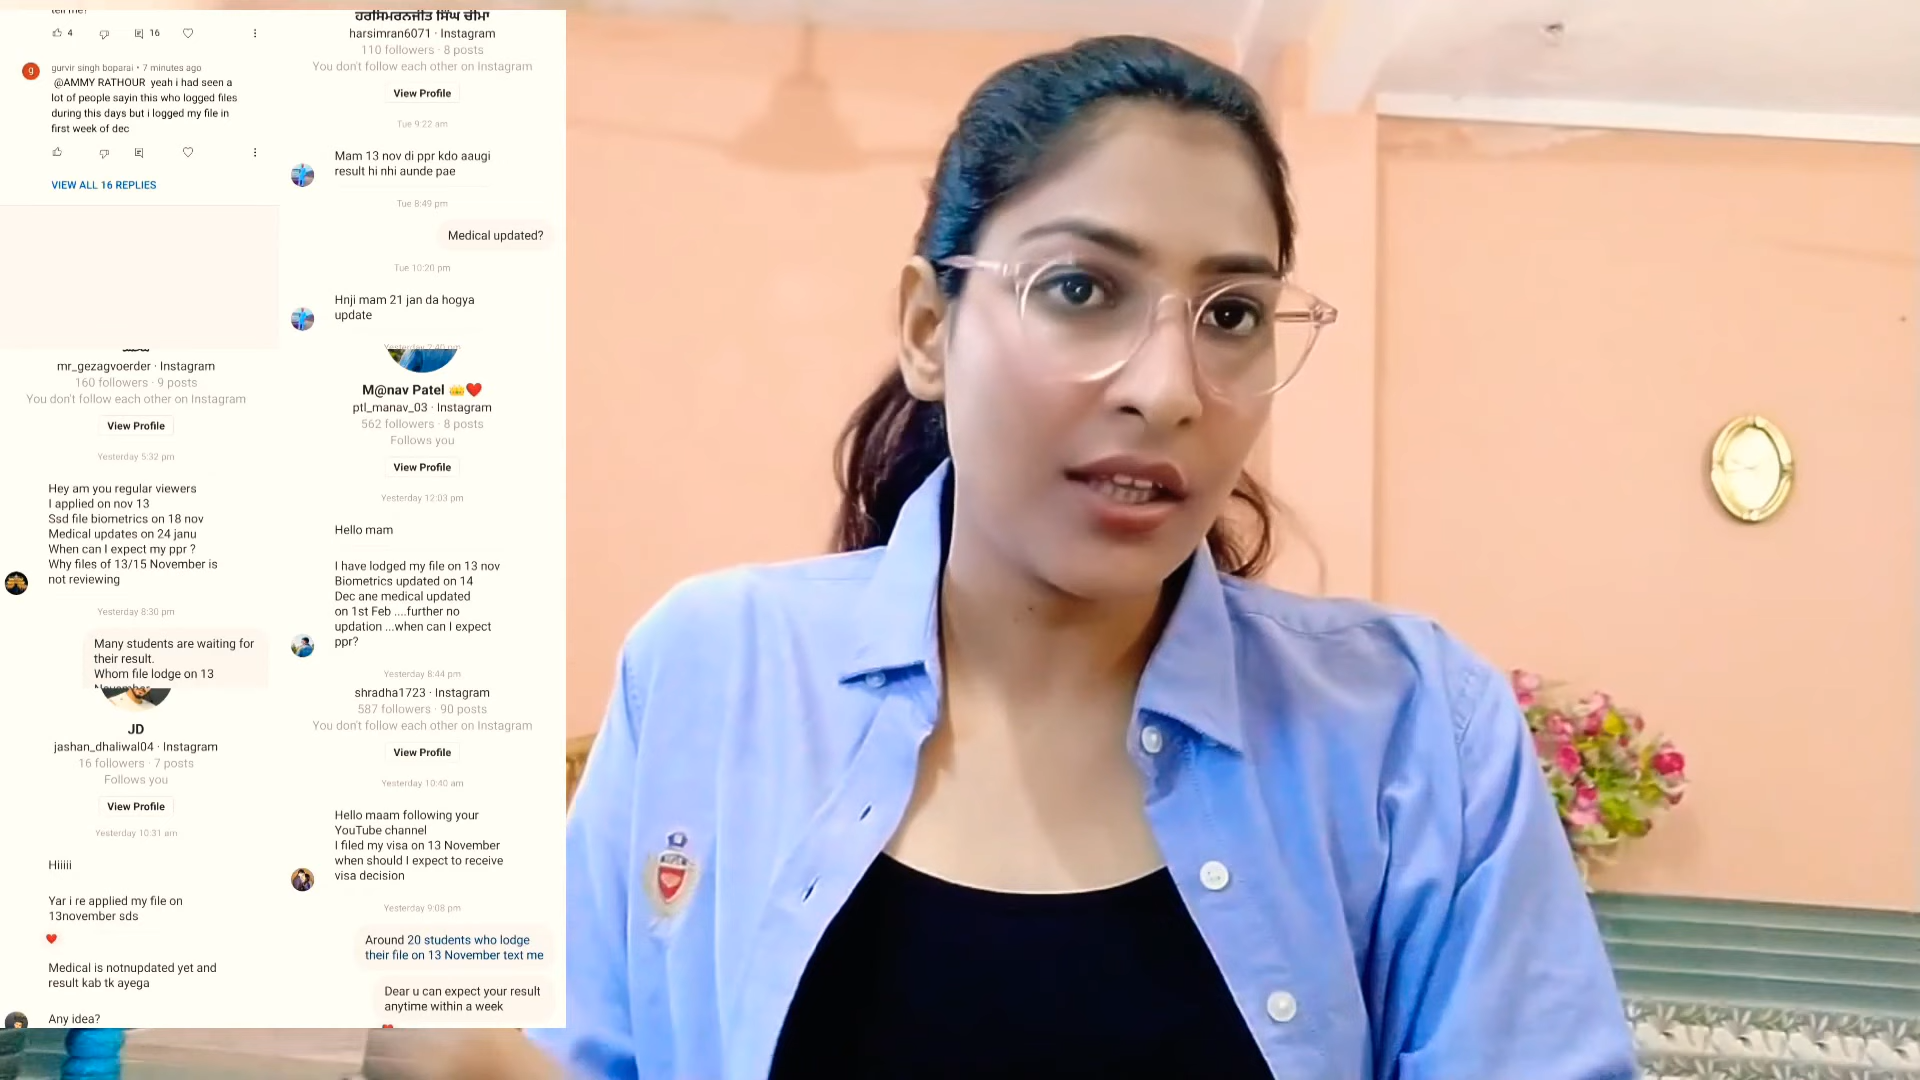 tell me?
4
16
g
gurvir singh boparai • 7 minutes ago
@AMMY RATHOUR yeah i had seen a
lot of people sayin this who logged files
during this days but i logged my file in
first week of dec
VIEW ALL 16 REPLIES
ਹਰਸਿਮਰਨਜੀਤ ਸਿੰਘ ਚੀਮਾ
harsimran6071 · Instagram
110 followers · 8 posts
You don't follow each other on Instagram
View Profile
Tue 9:22 am
Mam 13 nov di ppr kdo aaugi
result hi nhi aunde pae
Tue 8:49 pm
Medical updated?
Tue 10:20 pm
Hnji mam 21 jan da hogya
update
Yesterday 2:40 pm
mr_gezagvoerder · Instagram
160 followers · 9 posts
You don't follow each other on Instagram
View Profile
Yesterday 5:32 pm
Hey am you regular viewers
I applied on nov 13
Ssd file biometrics on 18 nov
Medical updates on 24 janu
When can I expect my ppr ?
Why files of 13/15 November is
not reviewing
Yesterday 8:30 pm
Many students are waiting for
their result.
Whom file lodge on 13
November
M@nav Patel 👑❤️
ptl_manav_03 · Instagram
562 followers · 8 posts
Follows you
View Profile
Yesterday 12:03 pm
Hello mam
I have lodged my file on 13 nov
Biometrics updated on 14
Dec ane medical updated
on 1st Feb ....further no
updation ...when can I expect
ppr?
Yesterday 8:44 pm
JD
jashan_dhaliwal04 · Instagram
16 followers · 7 posts
Follows you
View Profile
Yesterday 10:31 am
Hiiiii
Yar i re applied my file on
13november sds
❤️
Medical is notnupdated yet and
result kab tk ayega
Any idea?
shradha1723 · Instagram
587 followers · 90 posts
You don't follow each other on Instagram
View Profile
Yesterday 10:40 am
Hello maam following your
YouTube channel
I filed my visa on 13 November
when should I expect to receive
visa decision
Yesterday 9:08 pm
Around 20 students who lodge
their file on 13 November text me
Dear u can expect your result
anytime within a week